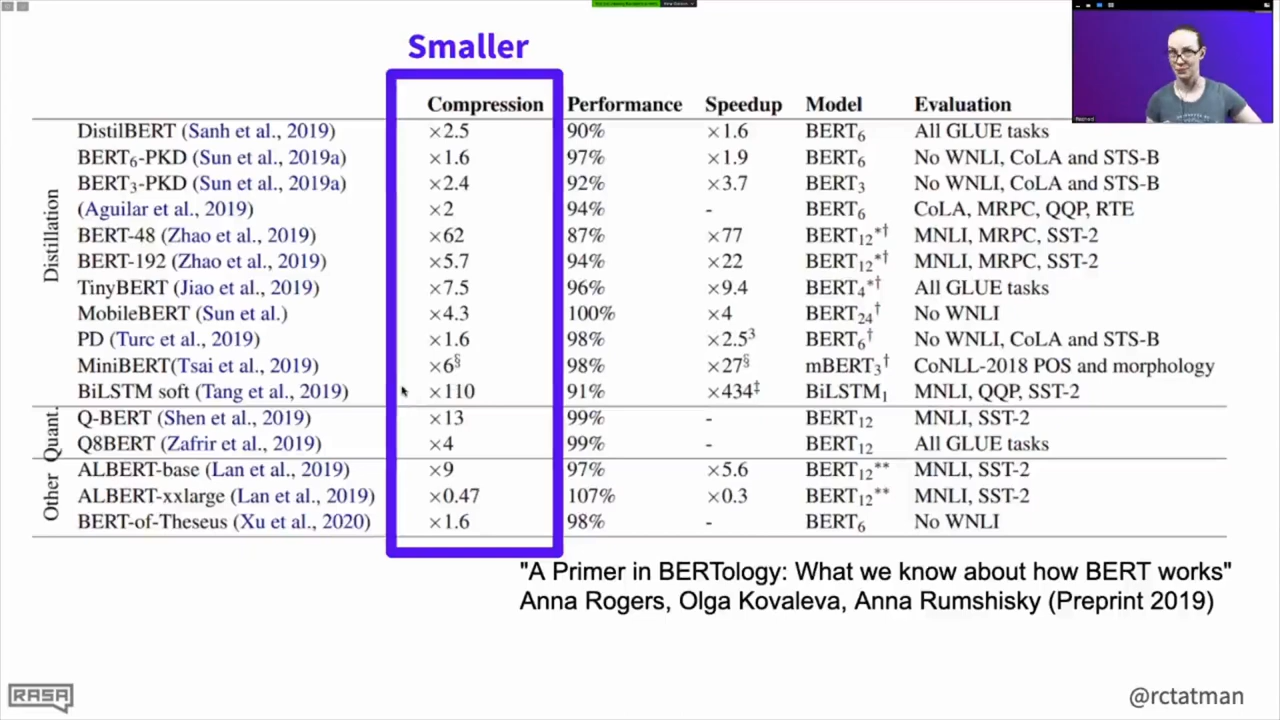 Smaller
Compression Performance Speedup Model Evaluation
Distillation
DistilBERT (Sanh et al., 2019) ×2.5 90% ×1.6 BERT₆ All GLUE tasks
BERT₆-PKD (Sun et al., 2019a) ×1.6 97% ×1.9 BERT₆ No WNLI, CoLA and STS-B
BERT₃-PKD (Sun et al., 2019a) ×2.4 92% ×3.7 BERT₃ No WNLI, CoLA and STS-B
(Aguilar et al., 2019) ×2 94% - BERT₆ CoLA, MRPC, QQP, RTE
BERT-48 (Zhao et al., 2019) ×62 87% ×77 BERT₁₂*† MNLI, MRPC, SST-2
BERT-192 (Zhao et al., 2019) ×5.7 94% ×22 BERT₁₂*† MNLI, MRPC, SST-2
TinyBERT (Jiao et al., 2019) ×7.5 96% ×9.4 BERT₄*† All GLUE tasks
MobileBERT (Sun et al.) ×4.3 100% ×4 BERT₂₄† No WNLI
PD (Turc et al., 2019) ×1.6 98% ×2.5³ BERT₆† No WNLI, CoLA and STS-B
MiniBERT(Tsai et al., 2019) ×6§ 98% ×27§ mBERT₃† CoNLL-2018 POS and morphology
BiLSTM soft (Tang et al., 2019) ×110 91% ×434‡ BiLSTM₁ MNLI, QQP, SST-2
Quant.
Q-BERT (Shen et al., 2019) ×13 99% - BERT₁₂ MNLI, SST-2
Q8BERT (Zafrir et al., 2019) ×4 99% - BERT₁₂ All GLUE tasks
Other
ALBERT-base (Lan et al., 2019) ×9 97% ×5.6 BERT₁₂** MNLI, SST-2
ALBERT-xxlarge (Lan et al., 2019) ×0.47 107% ×0.3 BERT₁₂** MNLI, SST-2
BERT-of-Theseus (Xu et al., 2020) ×1.6 98% - BERT₆ No WNLI
"A Primer in BERTology: What we know about how BERT works"
Anna Rogers, Olga Kovaleva, Anna Rumshisky (Preprint 2019)
RASA
@rctatman